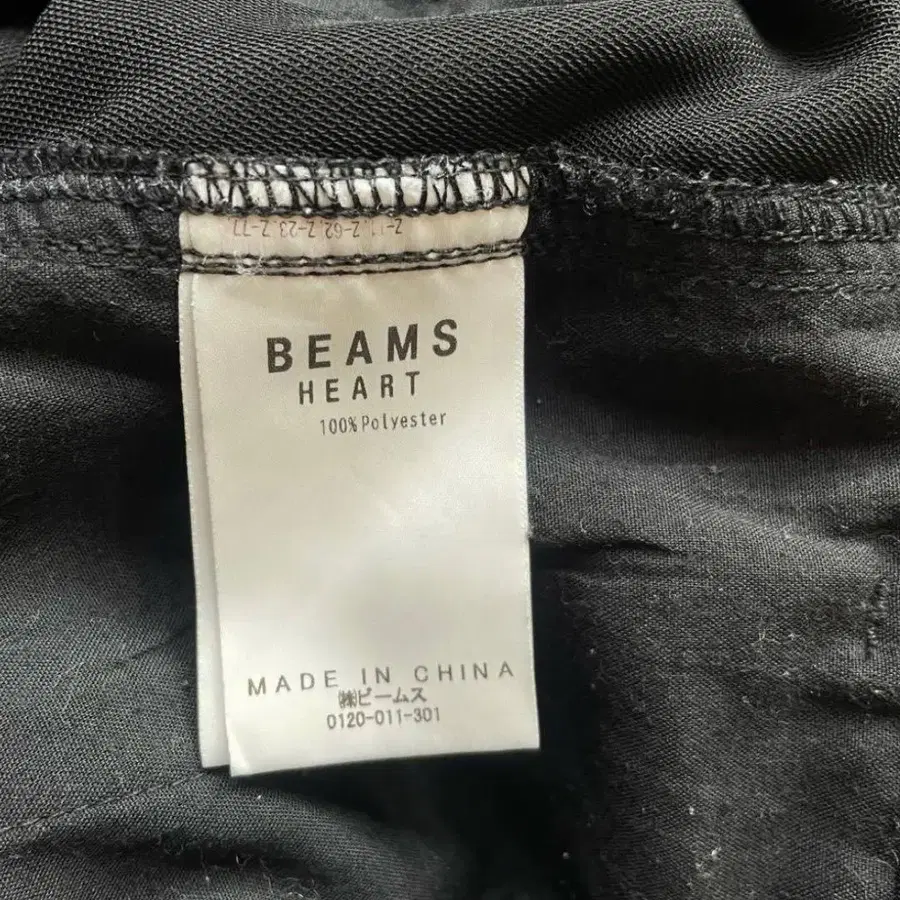 BEAMS
HEART
100% Polyester
MADE IN CHINA
㈱ビームス
0120-011-301